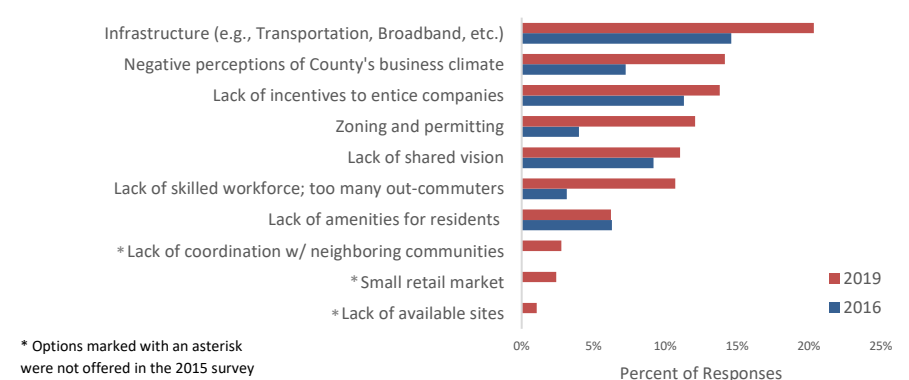 Infrastructure (e.g., Transportation, Broadband, etc.)
Negative perceptions of County's business climate
Lack of incentives to entice companies
Zoning and permitting
Lack of shared vision
Lack of skilled workforce; too many out-commuters
Lack of amenities for residents
*Lack of coordination w/ neighboring communities
*Small retail market
*Lack of available sites
2019
2016
0% 5% 10% 15% 20% 25%
Percent of Responses
* Options marked with an asterisk
were not offered in the 2015 survey